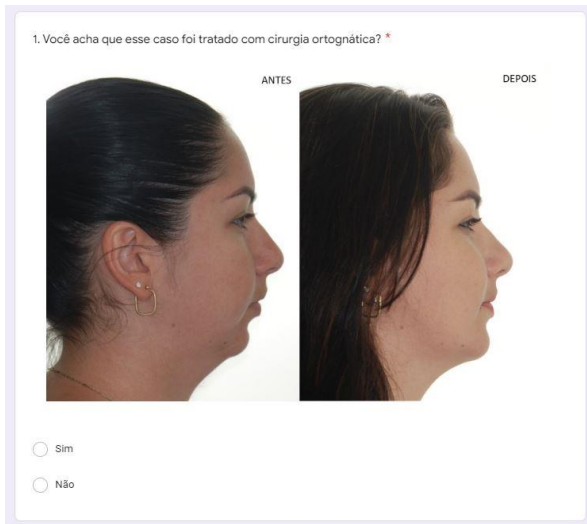 1. Você acha que esse caso foi tratado com cirurgia ortognática? *
ANTES
DEPOIS
Sim
Não